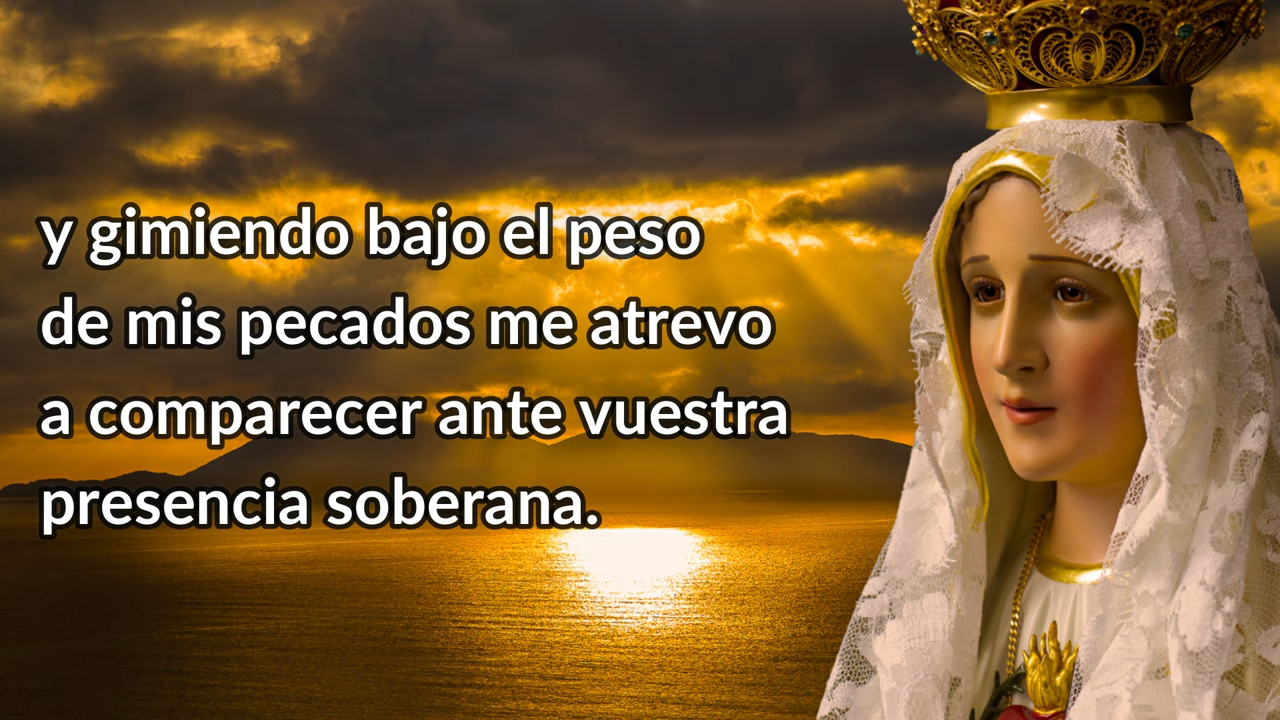 y gimiendo bajo el peso
de mis pecados me atrevo
a comparecer ante vuestra
presencia soberana.